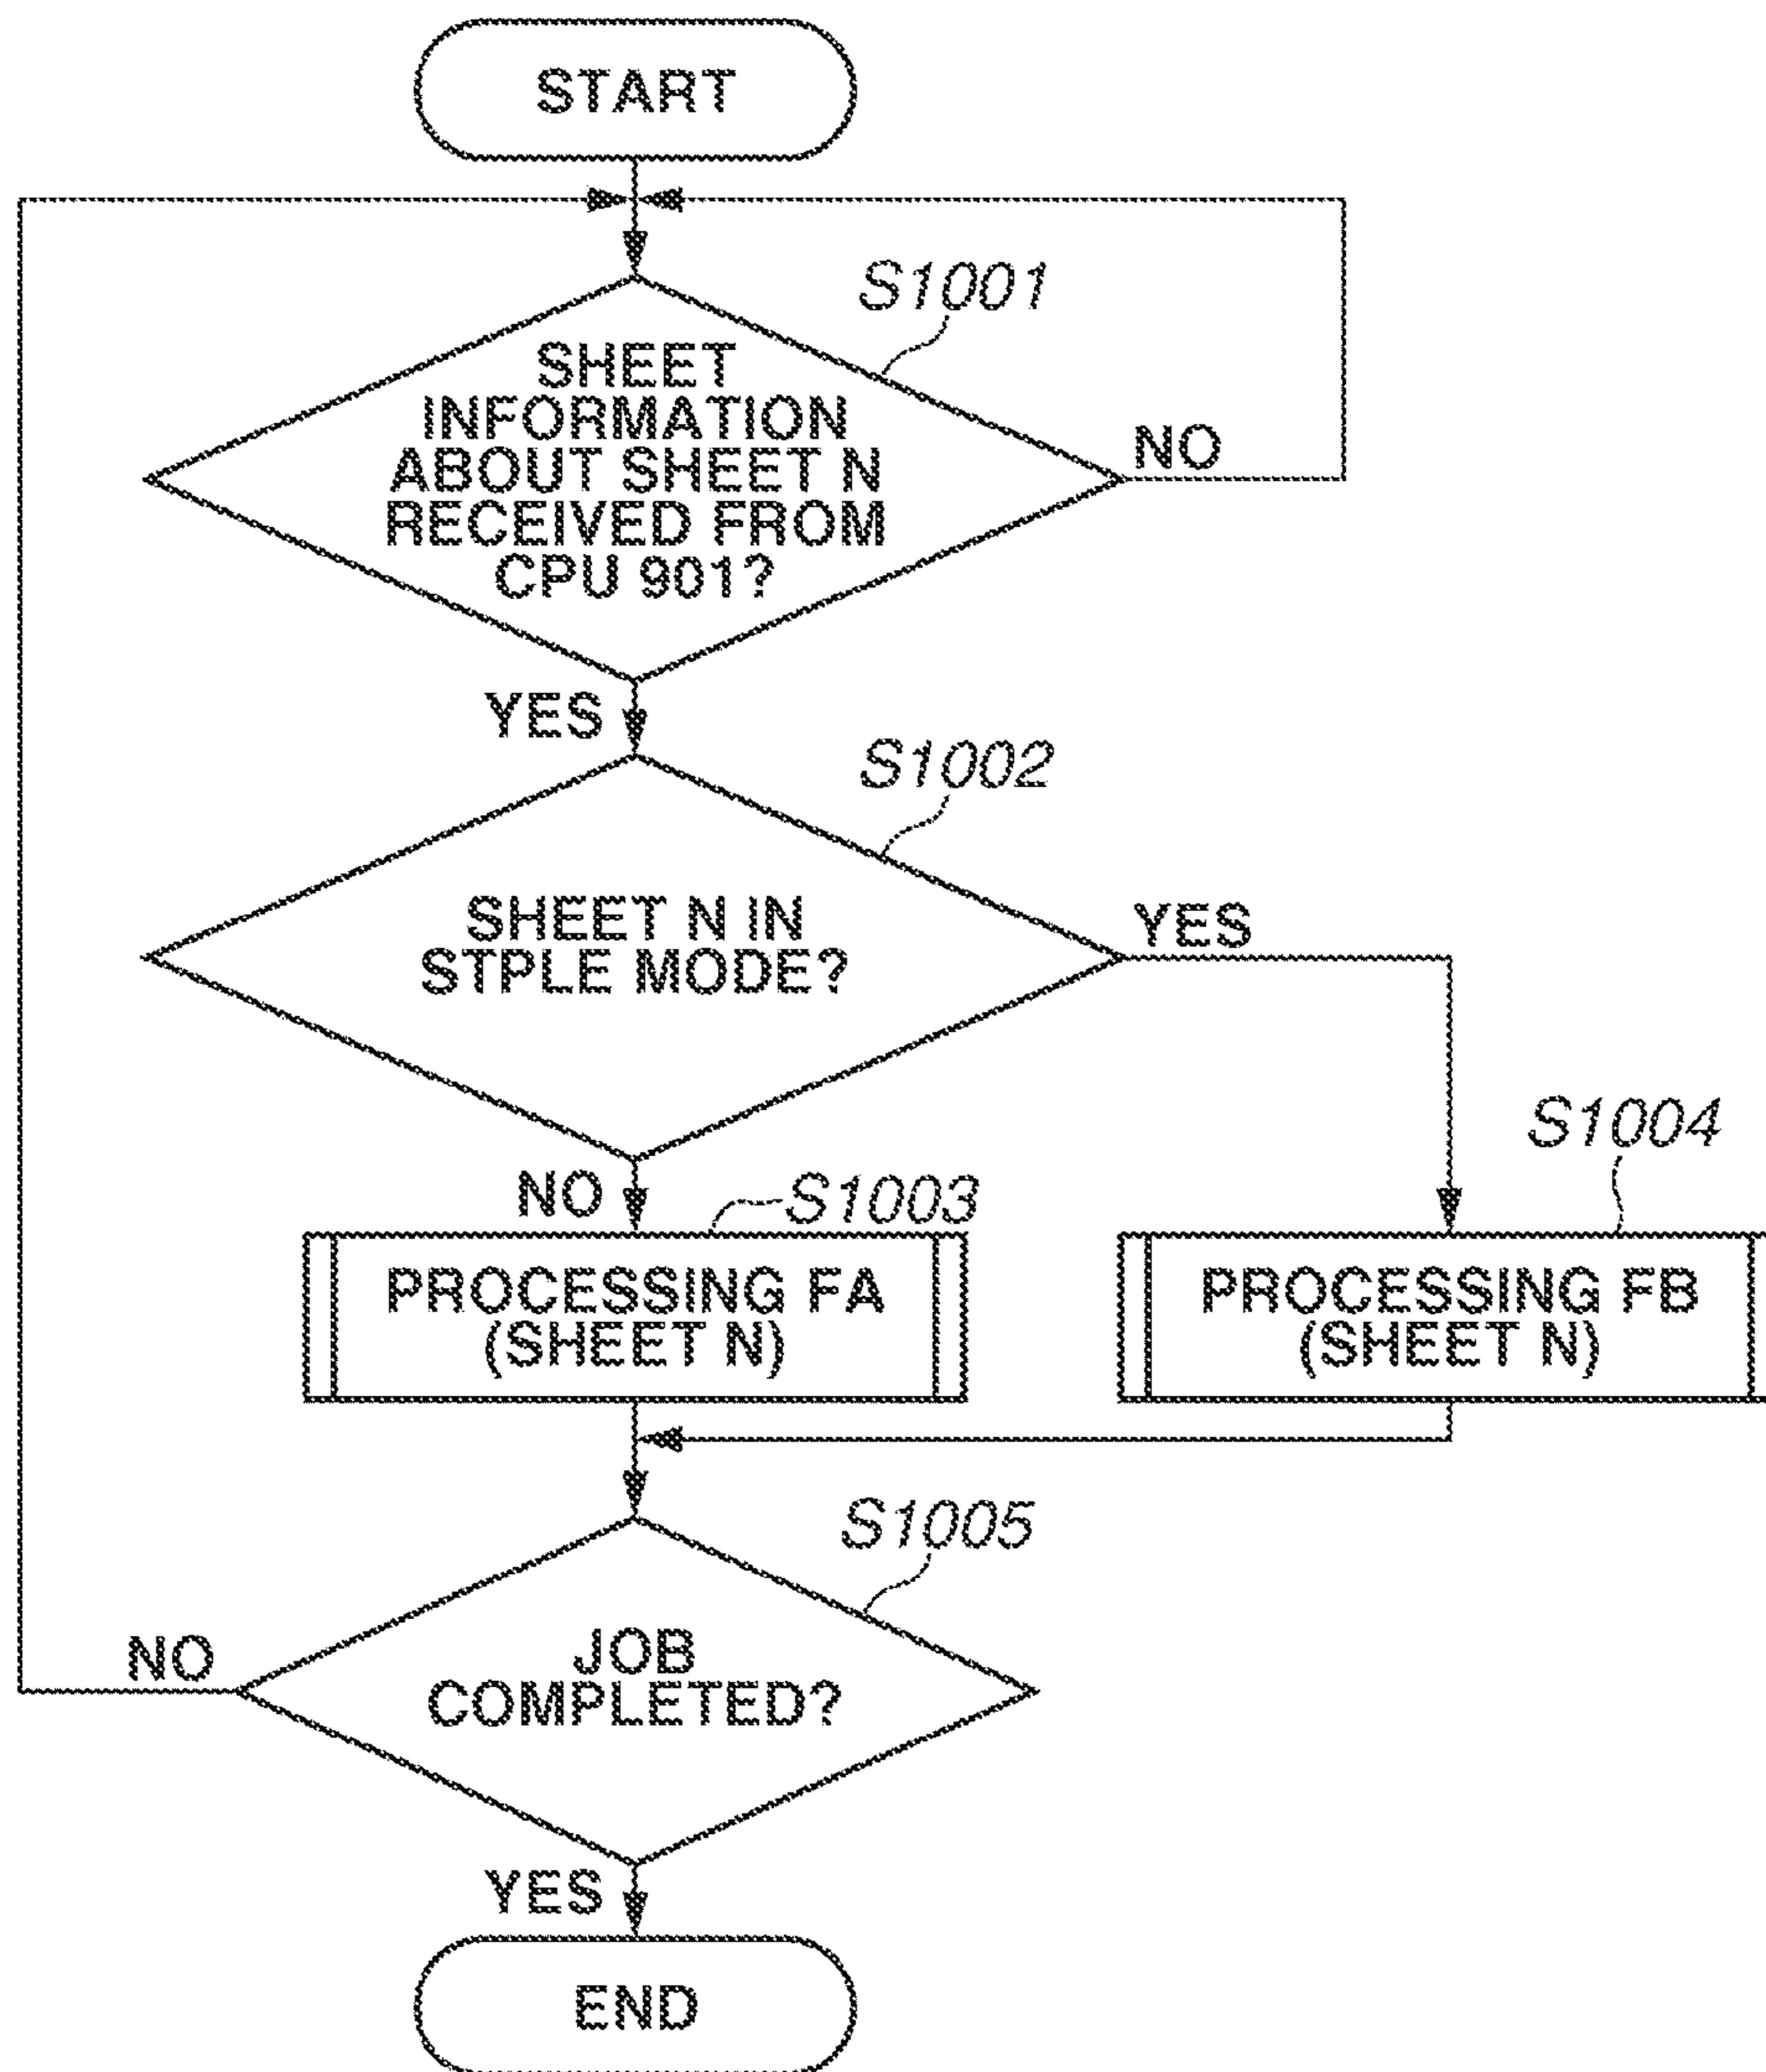 START
S1001
SHEET
INFORMATION
ABOUT SHEET N
RECEIVED FROM
CPU 901?
NO
YES
S1002
SHEET N IN
STPLE MODE?
YES
S1004
NO
S1003
PROCESSING FA
(SHEET N)
PROCESSING FB
(SHEET N)
S1005
JOB
COMPLETED?
NO
YES
END